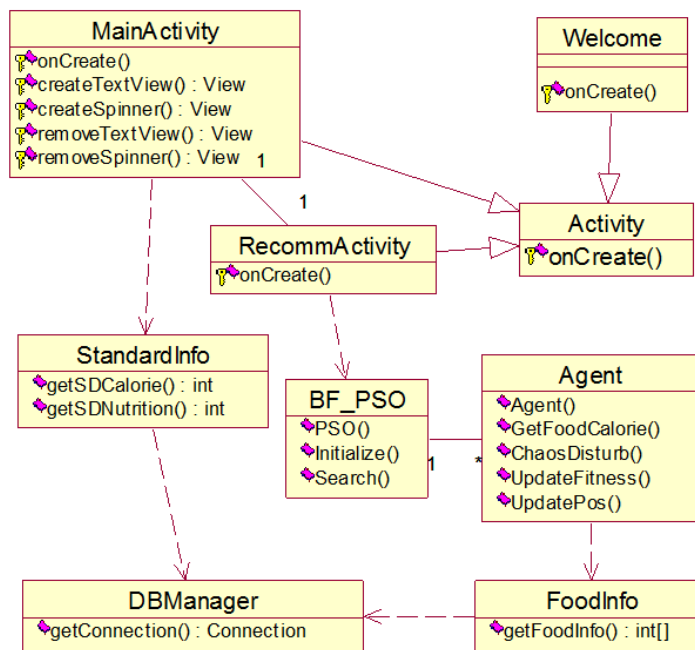 MainActivity
onCreate()
createTextView() : View
createSpinner() : View
removeTextView() : View
removeSpinner() : View
1
Welcome
onCreate()
1
Activity
onCreate()
RecommActivity
onCreate()
StandardInfo
getSDCalorie() : int
getSDNutrition() : int
BF_PSO
PSO()
Initialize()
Search()
1
*
Agent
Agent()
GetFoodCalorie()
ChaosDisturb()
UpdateFitness()
UpdatePos()
DBManager
getConnection() : Connection
FoodInfo
getFoodInfo() : int[]